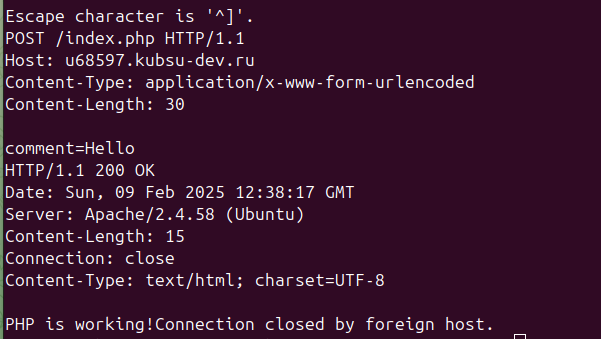 Escape character is '^]'.
POST /index.php HTTP/1.1
Host: u68597.kubsu-dev.ru
Content-Type: application/x-www-form-urlencoded
Content-Length: 30

comment=Hello
HTTP/1.1 200 OK
Date: Sun, 09 Feb 2025 12:38:17 GMT
Server: Apache/2.4.58 (Ubuntu)
Content-Length: 15
Connection: close
Content-Type: text/html; charset=UTF-8

PHP is working!Connection closed by foreign host.